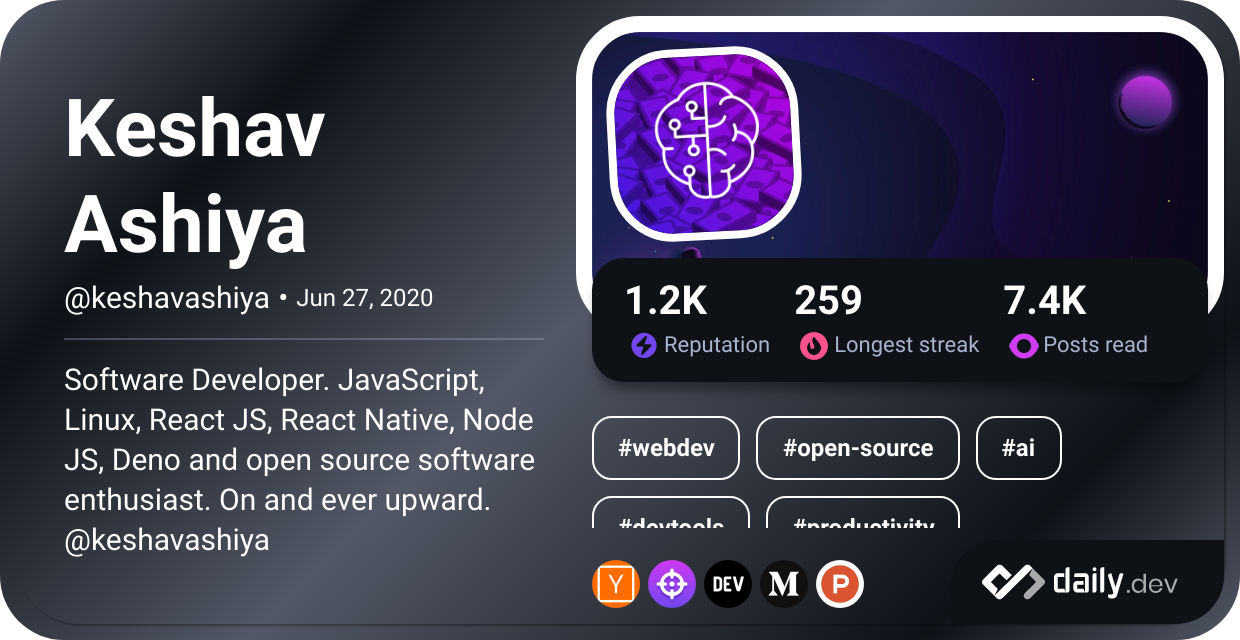 Keshav
Ashiya
@keshavashiya • Jun 27, 2020
Software Developer. JavaScript,
Linux, React JS, React Native, Node
JS, Deno and open source software
enthusiast. On and ever upward.
@keshavashiya
1.2K 259 7.4K
Reputation Longest streak Posts read
#webdev #open-source #ai
#devtools #productivity
Y DEV M P
daily.dev